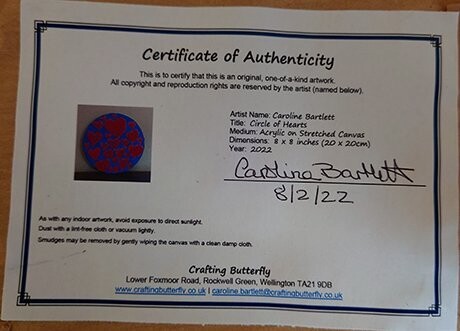 Certificate of Authenticity
This is to certify that this is an original, one-of-a-kind artwork.
All copyright and reproduction rights are reserved by the artist (named below).
Artist Name: Caroline Bartlett
Title: Circle of Hearts
Medium: Acrylic on Stretched Canvas
Dimensions: 8 x 8 inches (20 x 20cm)
Year: 2022
Caroline Bartlett
8/2/22
As with any indoor artwork, avoid exposure to direct sunlight.
Dust with a lint-free cloth or vacuum lightly.
Smudges may be removed by gently wiping the canvas with a clean damp cloth.
Crafting Butterfly
Lower Foxmoor Road, Rockwell Green, Wellington TA21 9DB
www.craftingbutterfly.co.uk | caroline.bartlett@craftingbutterfly.co.uk